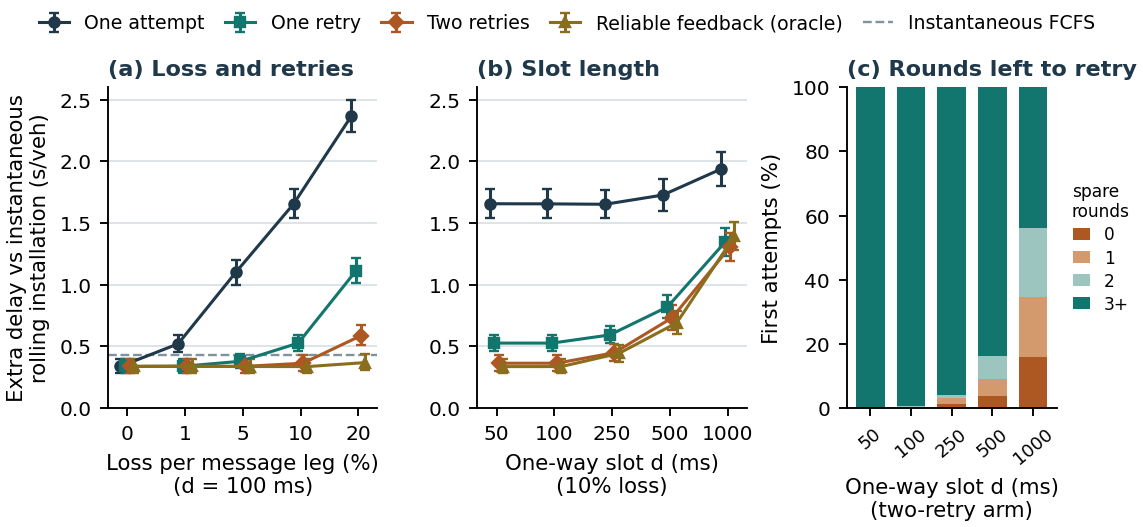 One attempt
One retry
Two retries
Reliable feedback (oracle)
Instantaneous FCFS
(a) Loss and retries
Extra delay vs instantaneous
rolling installation (s/veh)
2.5
2.0
1.5
1.0
0.5
0.0
0 1 5 10 20
Loss per message leg (%)
(d = 100 ms)
(b) Slot length
2.5
2.0
1.5
1.0
0.5
0.0
50 100 250 500 1000
One-way slot d (ms)
(10% loss)
(c) Rounds left to retry
First attempts (%)
100
80
60
40
20
0
50 100 250 500 1000
One-way slot d (ms)
(two-retry arm)
spare
rounds
0
1
2
3+